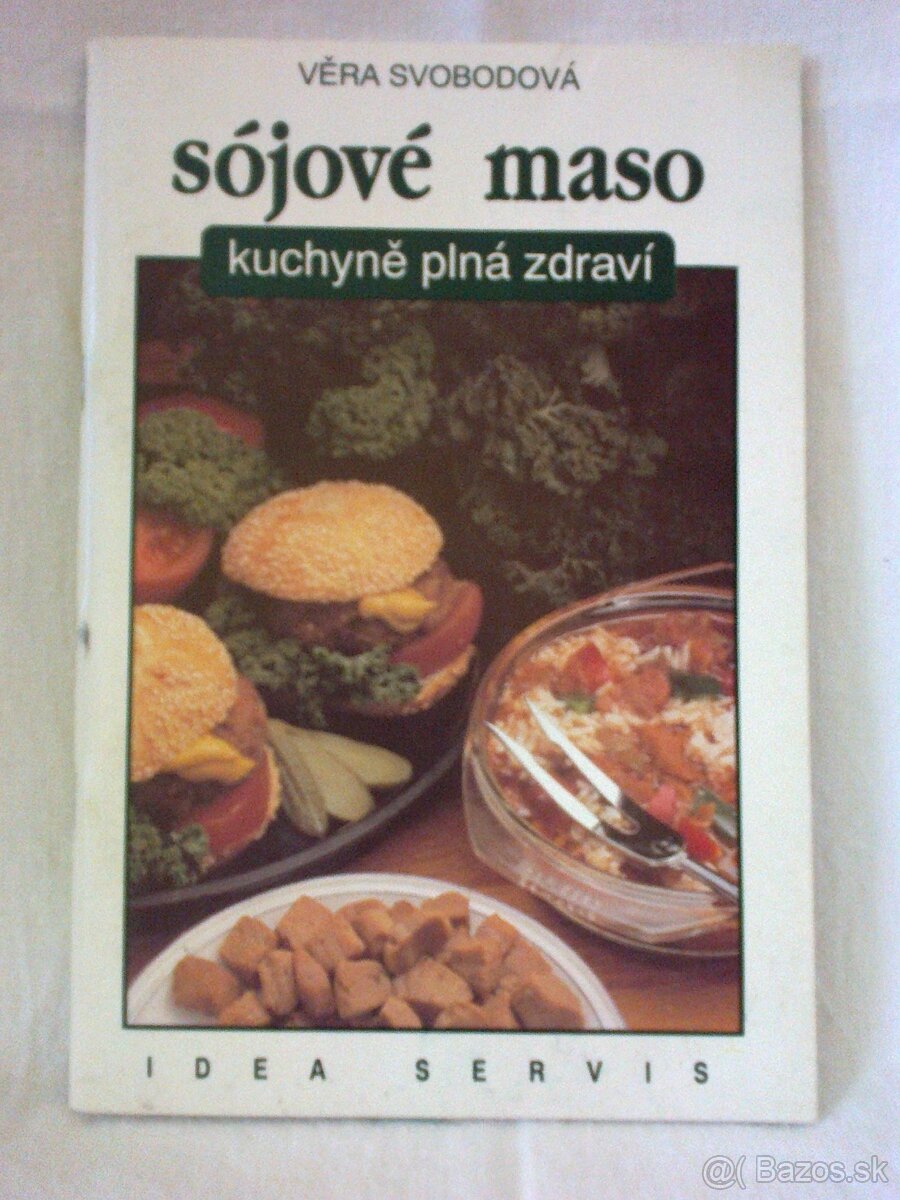 VĚRA SVOBODOVÁ
sójové maso
kuchyně plná zdraví
IDEA SERVIS
@( Bazos.sk